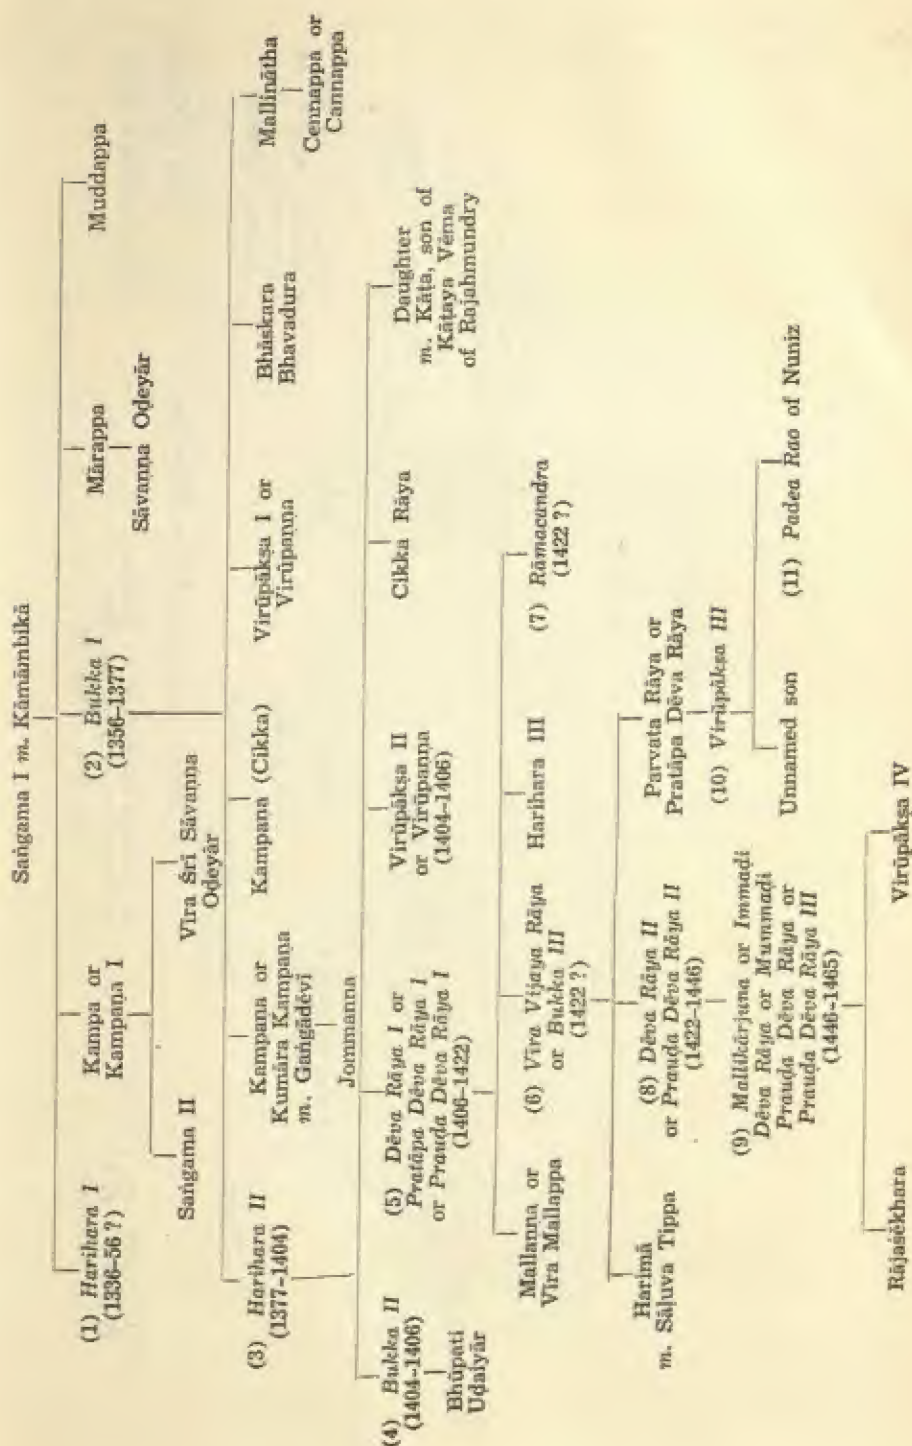 Saṅgama I m. Kāmāmbikā
(1) Harihara I
(1336–56 ?)
Kampa or
Kampaṇa I
(2) Bukka I
(1356–1377)
Mārappa
Muddappa
Saṅgama II
Vīra Śrī Sāvaṇṇa
Oḍeyār
Sāvaṇṇa Oḍeyār
(3) Harihara II
(1377–1404)
Kampana or
Kumāra Kampaṇa
m. Gaṅgādēvī
Kampaṇa (Cikka)
Virūpākṣa I or
Virūpaṇṇa
Bhāskara
Bhavadura
Mallinātha
Jommaṇṇa
Cennappa or
Cannappa
(4) Bukka II
(1404–1406)
(5) Dēva Rāya I or
Pratāpa Dēva Rāya I
or Prauḍa Dēva Rāya I
(1406–1422)
Virūpākṣa II
or Virūpaṇṇa
(1404–1406)
Cikka Rāya
Daughter
m. Kāṭa, son of
Kāṭaya Vēma
of Rajahmundry
Bhūpati
Uḍaiyār
Mallaṇṇa or
Vīra Mallappa
(6) Vīra Vijaya Rāya
or Bukka III
(1422 ?)
Harihara III
(7) Rāmacandra
(1422 ?)
Harimā
m. Sāḷuva Tippa
(8) Dēva Rāya II
or Prauḍa Dēva Rāya II
(1422–1446)
Parvata Rāya or
Pratāpa Dēva Rāya
(9) Mallikārjuna or Immaḍi
Dēva Rāya or Mummaḍi
Prauḍa Dēva Rāya or
Prauḍa Dēva Rāya III
(1446–1465)
(10) Virūpākṣa III
Unnamed son
(11) Padea Rao of Nuniz
Rājaśēkhara
Virūpākṣa IV